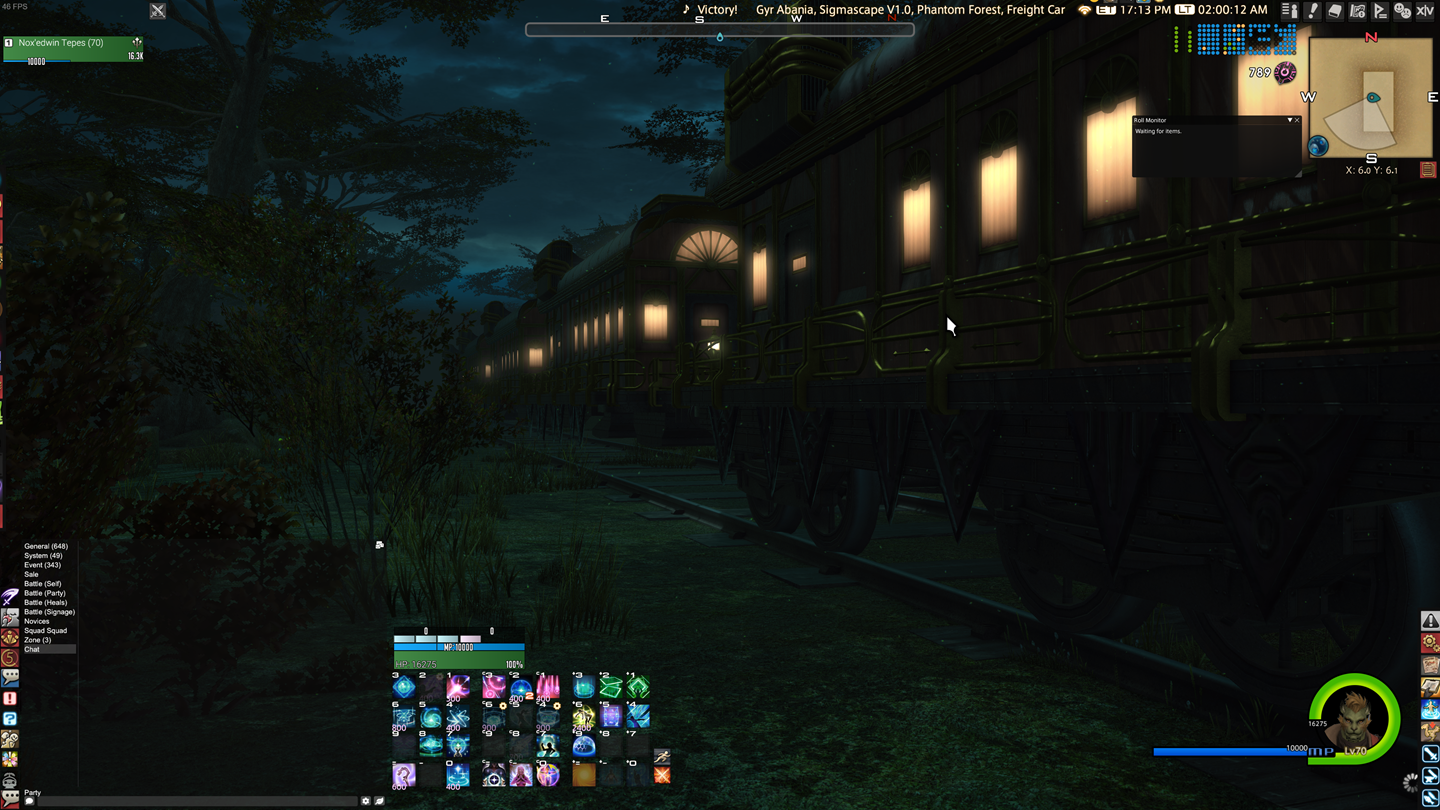 46 FPS
♪ Victory! Gyr Abania, Sigmascape V1.0, Phantom Forest, Freight Car ET 17:13 PM LT 02:00:12 AM
E S W N
1 Nox'edwin Tepes (70)
10000 16.3K
789
N
W E
S
X: 6.0 Y: 6.1
Roll Monitor
Waiting for items.
General (648)
System (49)
Event (343)
Sale
Battle (Self)
Battle (Party)
Battle (Heals)
Battle (Signage)
Novices
Squad Squad
Zone (3)
Chat
Party
0 0
MP 10000
HP 16275 100%
16275
10000 MP Lv70